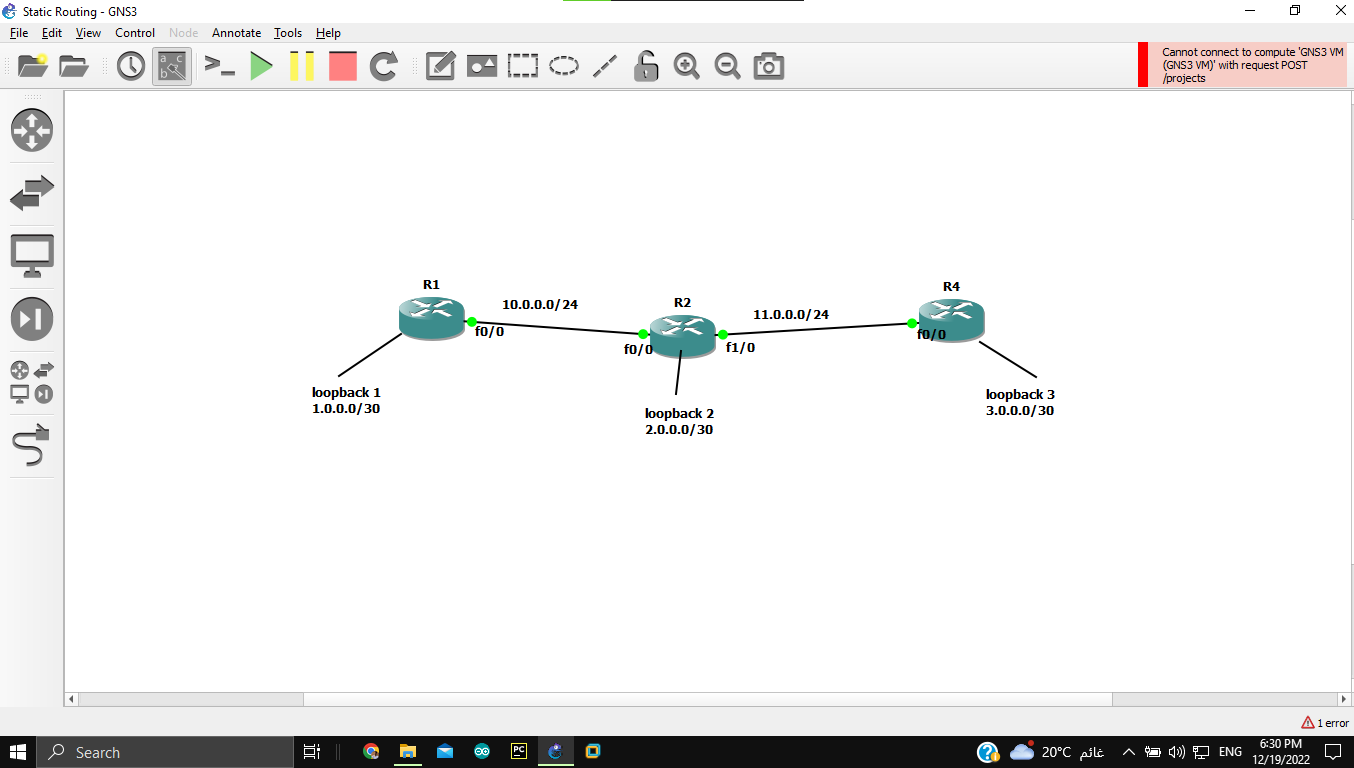 Static Routing - GNS3
File Edit View Control Node Annotate Tools Help
Cannot connect to compute 'GNS3 VM
(GNS3 VM)' with request POST
/projects
a c
b
R1
10.0.0.0/24
f0/0
loopback 1
1.0.0.0/30
R2
f0/0
f1/0
loopback 2
2.0.0.0/30
11.0.0.0/24
R4
f0/0
loopback 3
3.0.0.0/30
1 error
Search
PC
20°C غائم
ENG
6:30 PM
12/19/2022